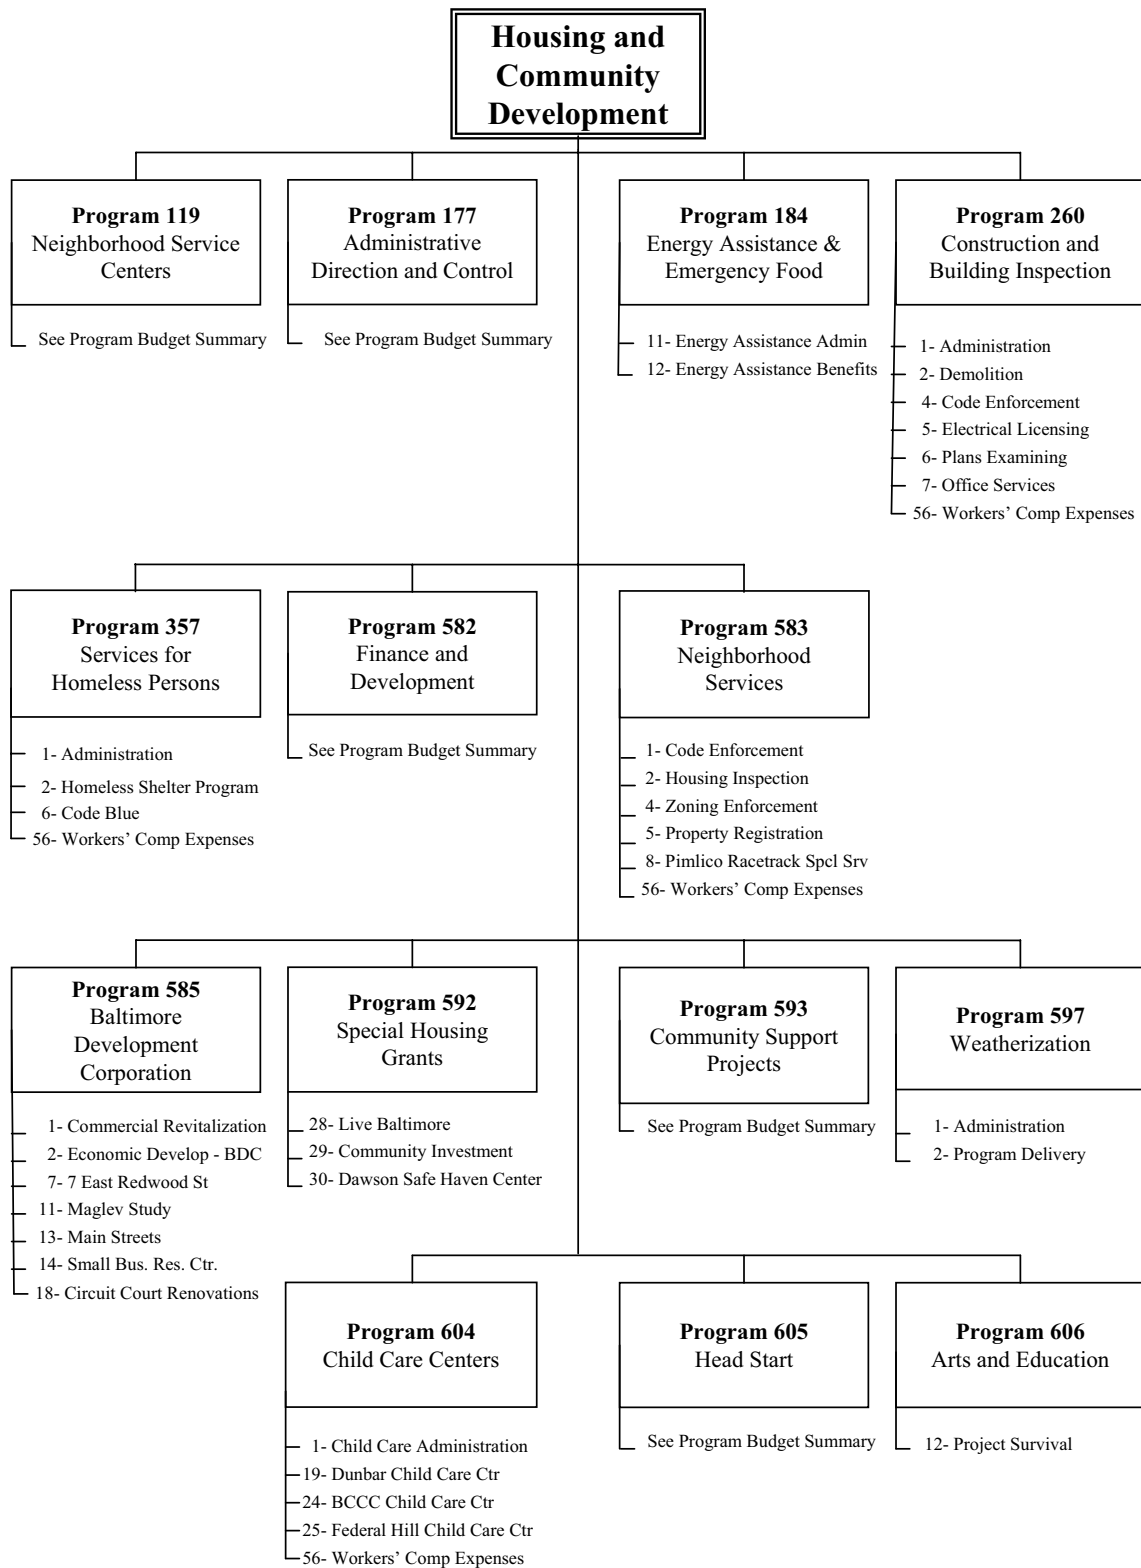 Housing and
Community
Development
Program 119
Neighborhood Service
Centers
See Program Budget Summary
Program 177
Administrative
Direction and Control
See Program Budget Summary
Program 184
Energy Assistance &
Emergency Food
11- Energy Assistance Admin
12- Energy Assistance Benefits
Program 260
Construction and
Building Inspection
1- Administration
2- Demolition
4- Code Enforcement
5- Electrical Licensing
6- Plans Examining
7- Office Services
56- Workers’ Comp Expenses
Program 357
Services for
Homeless Persons
1- Administration
2- Homeless Shelter Program
6- Code Blue
56- Workers’ Comp Expenses
Program 582
Finance and
Development
See Program Budget Summary
Program 583
Neighborhood
Services
1- Code Enforcement
2- Housing Inspection
4- Zoning Enforcement
5- Property Registration
8- Pimlico Racetrack Spcl Srv
56- Workers’ Comp Expenses
Program 585
Baltimore
Development
Corporation
1- Commercial Revitalization
2- Economic Develop - BDC
7- 7 East Redwood St
11- Maglev Study
13- Main Streets
14- Small Bus. Res. Ctr.
18- Circuit Court Renovations
Program 592
Special Housing
Grants
28- Live Baltimore
29- Community Investment
30- Dawson Safe Haven Center
Program 593
Community Support
Projects
See Program Budget Summary
Program 597
Weatherization
1- Administration
2- Program Delivery
Program 604
Child Care Centers
1- Child Care Administration
19- Dunbar Child Care Ctr
24- BCCC Child Care Ctr
25- Federal Hill Child Care Ctr
56- Workers’ Comp Expenses
Program 605
Head Start
See Program Budget Summary
Program 606
Arts and Education
12- Project Survival